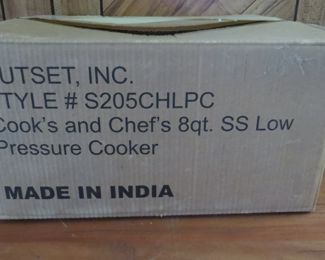 UTSET, INC.
TYLE # S205CHLPC
Cook's and Chef's 8qt. SS Low
Pressure Cooker
MADE IN INDIA